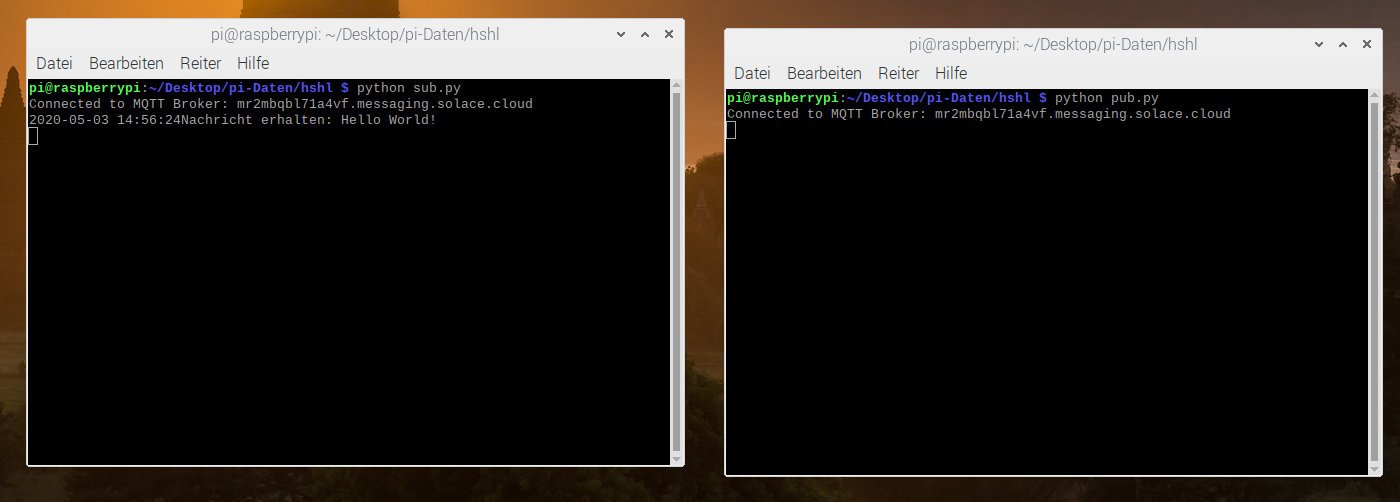 pi@raspberrypi: ~/Desktop/pi-Daten/hshl
Datei Bearbeiten Reiter Hilfe
pi@raspberrypi:~/Desktop/pi-Daten/hshl $ python sub.py
Connected to MQTT Broker: mr2mbqbl71a4vf.messaging.solace.cloud
2020-05-03 14:56:24Nachricht erhalten: Hello World!
pi@raspberrypi: ~/Desktop/pi-Daten/hshl
Datei Bearbeiten Reiter Hilfe
pi@raspberrypi:~/Desktop/pi-Daten/hshl $ python pub.py
Connected to MQTT Broker: mr2mbqbl71a4vf.messaging.solace.cloud